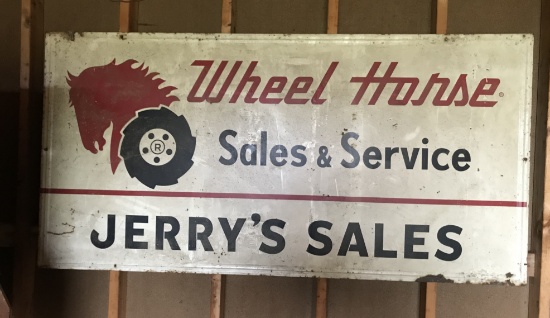 Wheel Horse®
Sales & Service
R
JERRY'S SALES